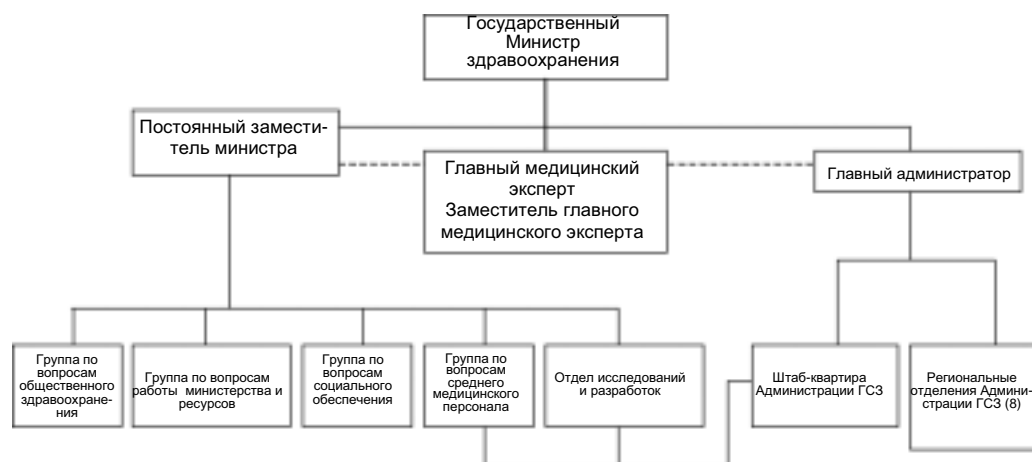 Государственный
Министр
здравоохранения
Постоянный замести-
тель министра
Главный медицинский
эксперт
Заместитель главного
медицинского эксперта
Главный администратор
Группа по
вопросам
общественного
здравоохране-
ния
Группа по вопросам
работы министерства и
ресурсов
Группа по
вопросам
социального
обеспечения
Группа по
вопросам
среднего
медицинского
персонала
Отдел исследований
и разработок
Штаб-квартира
Администрации ГСЗ
Региональные
отделения Админи-
страции ГСЗ (8)